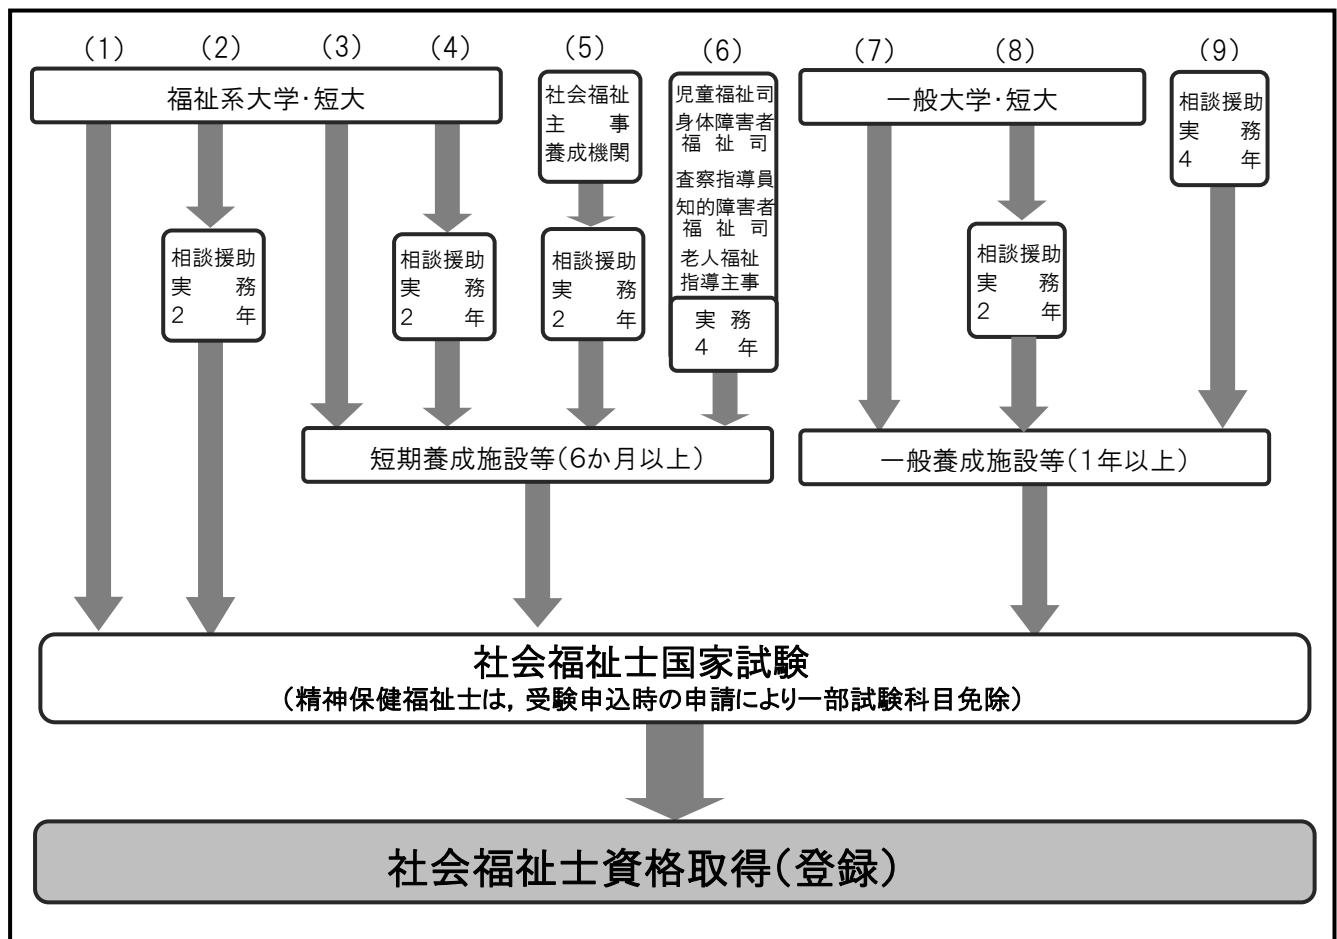 (1) (2) (3) (4) (5) (6) (7) (8) (9)
福祉系大学・短大
社会福祉
主事
養成機関
児童福祉司
身体障害者
福祉司
査察指導員
知的障害者
福祉司
老人福祉
指導主事
実務
4年
一般大学・短大
相談援助
実務
4年
相談援助
実務
2年
相談援助
実務
2年
相談援助
実務
2年
相談援助
実務
2年
短期養成施設等(6か月以上)
一般養成施設等(1年以上)
社会福祉士国家試験
(精神保健福祉士は,受験申込時の申請により一部試験科目免除)
社会福祉士資格取得(登録)